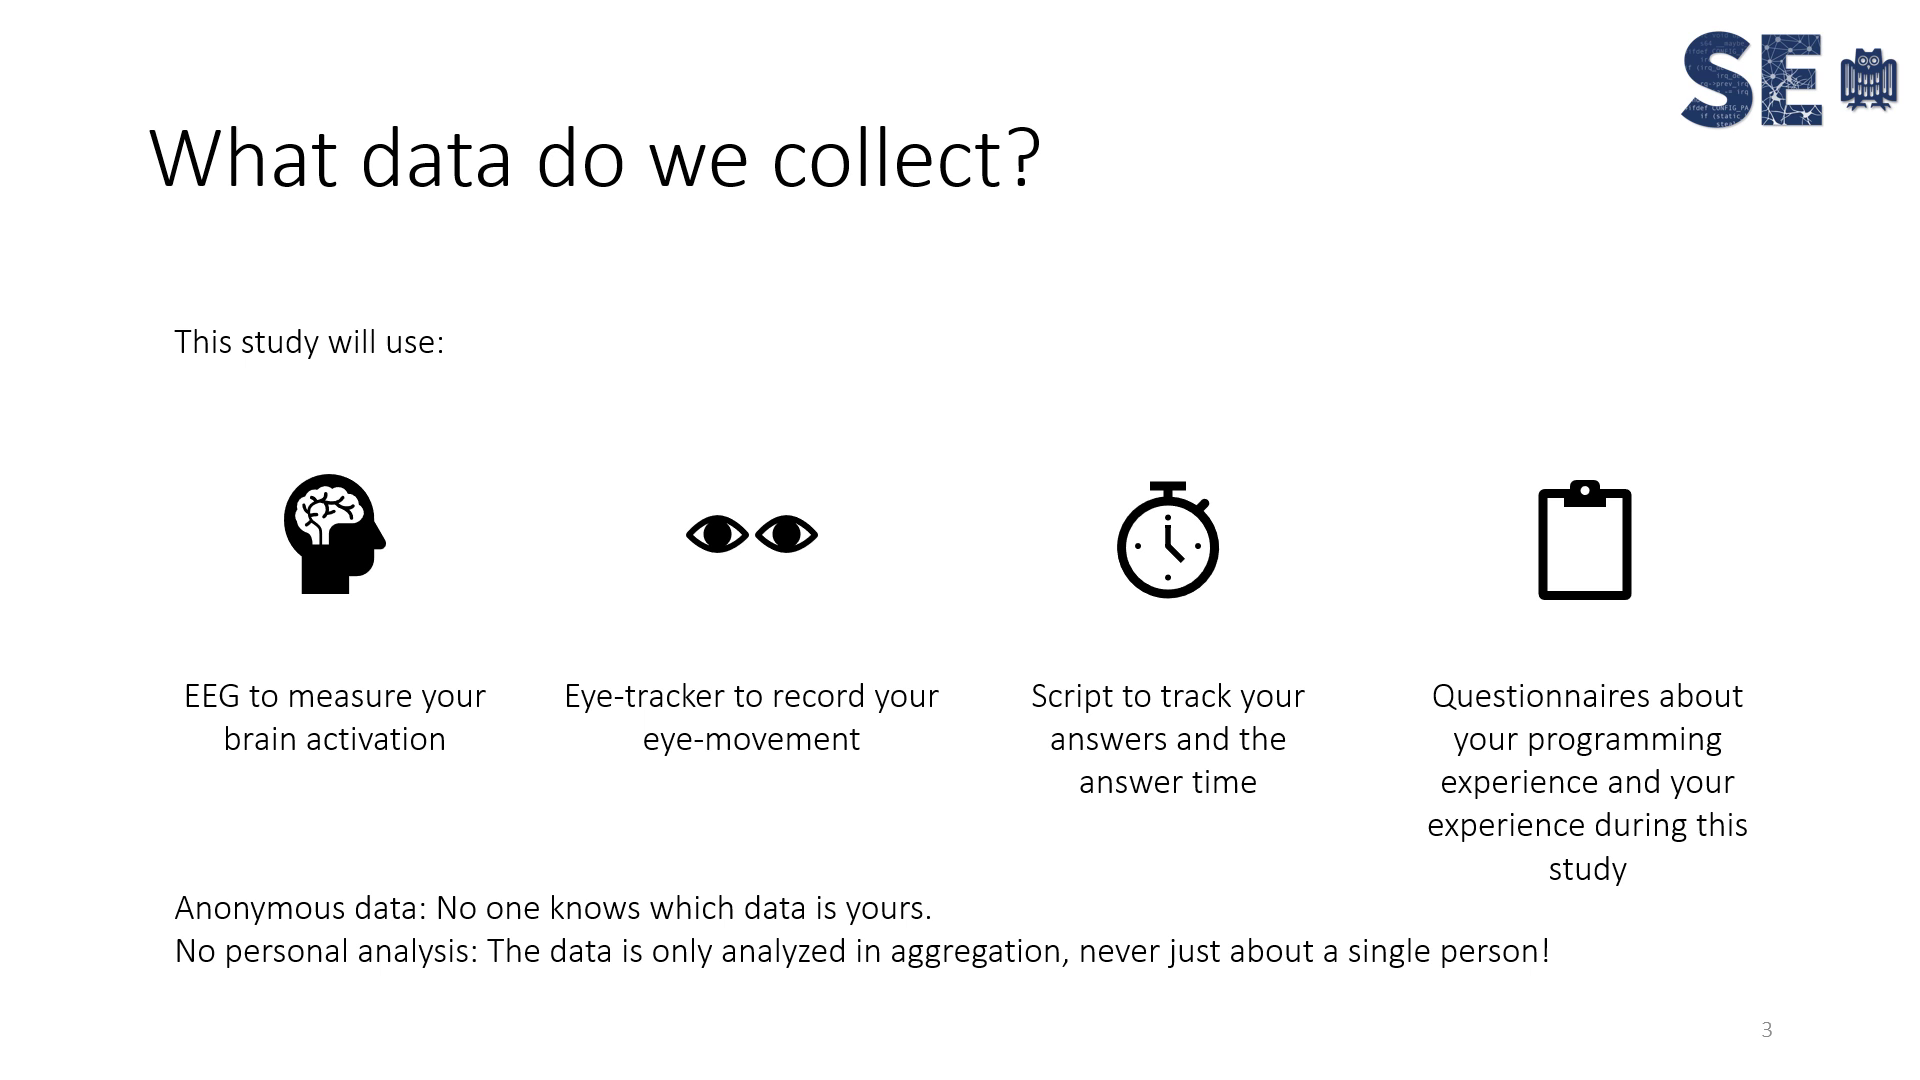 SE
What data do we collect?
This study will use:
EEG to measure your
brain activation
Eye-tracker to record your
eye-movement
Script to track your
answers and the
answer time
Questionnaires about
your programming
experience and your
experience during this
study
Anonymous data: No one knows which data is yours.
No personal analysis: The data is only analyzed in aggregation, never just about a single person!
3